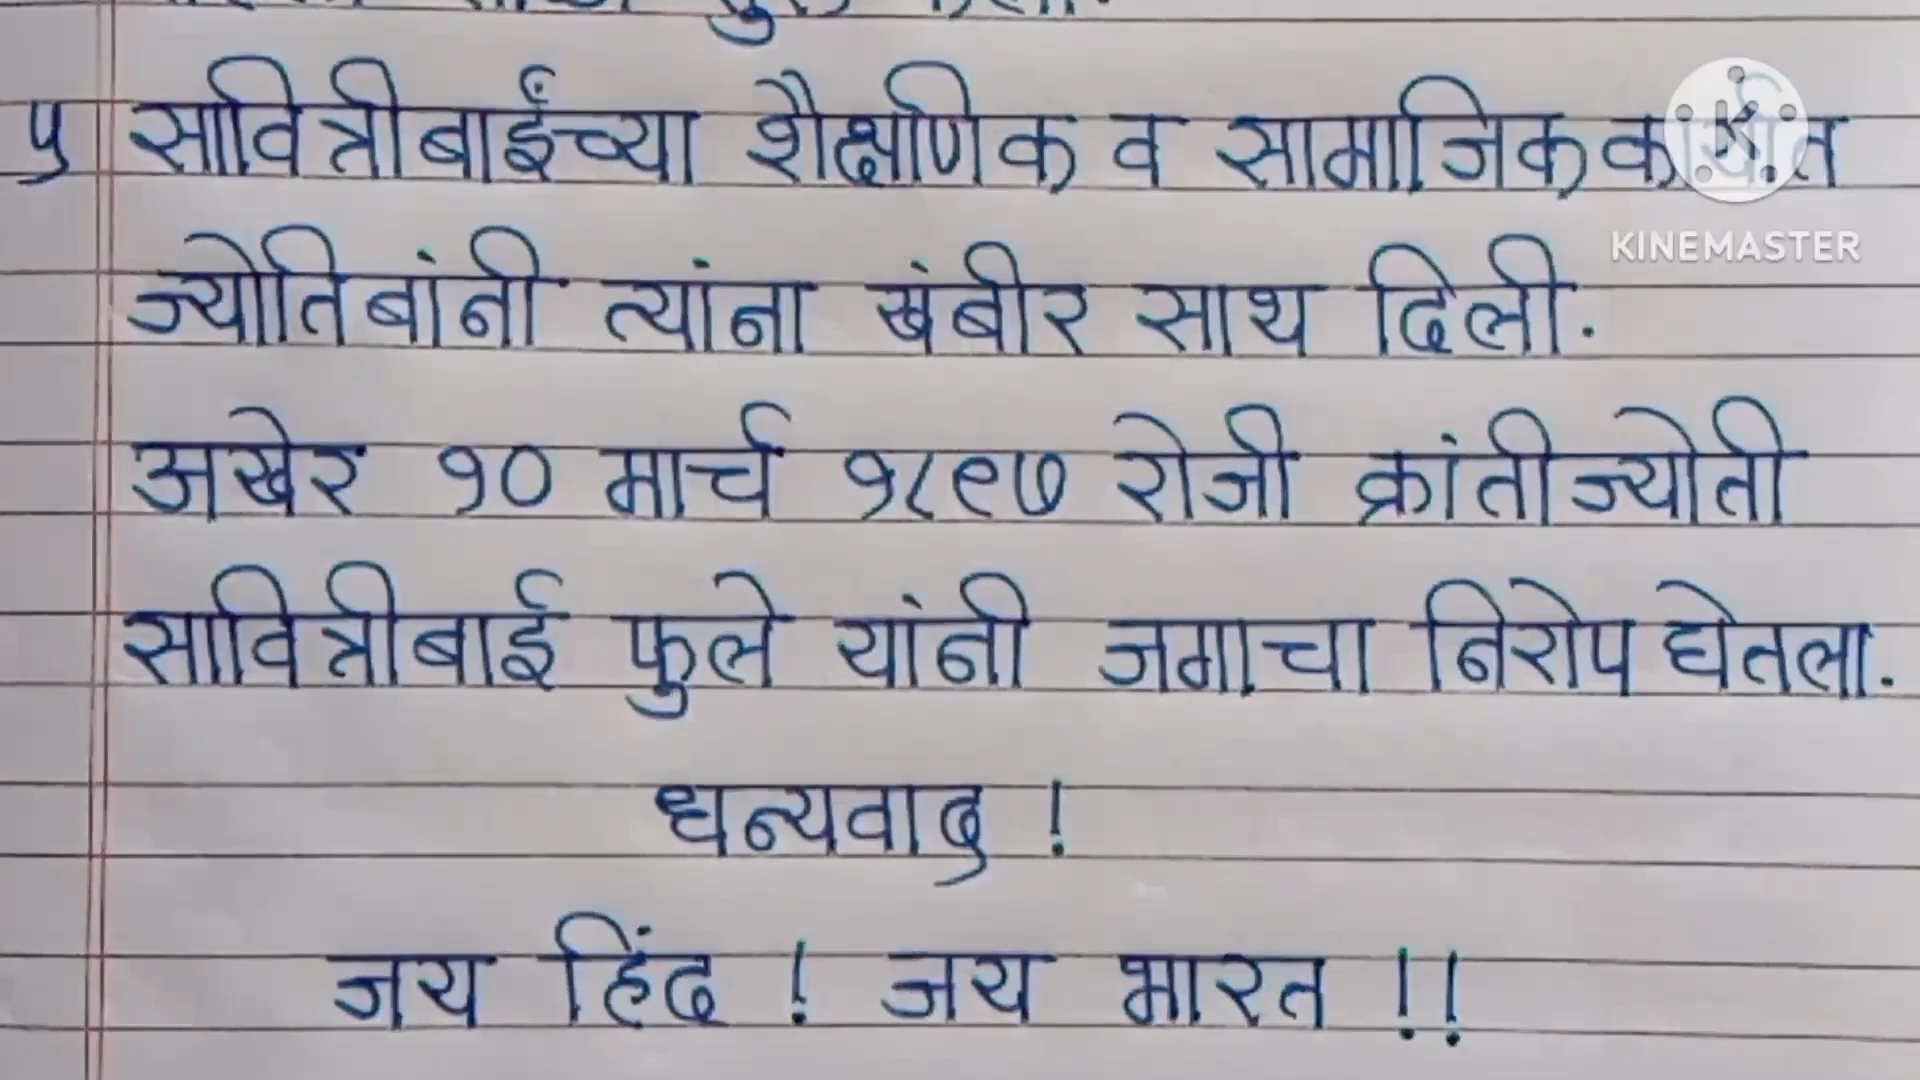 ५ सावित्रीबाईंच्या शैक्षणिक व सामाजिक कार्यात
ज्योतिबांनी त्यांना खंबीर साथ दिली.
अखेर १० मार्च १८९७ रोजी क्रांतीज्योती
सावित्रीबाई फुले यांनी जगाचा निरोप घेतला.
धन्यवाद !
जय हिंद ! जय भारत !!
KINEMASTER